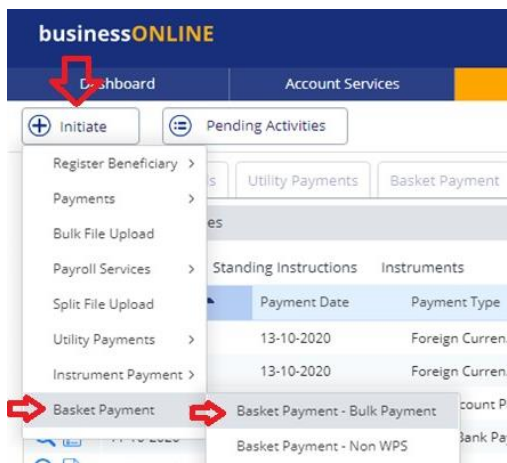 businessONLINE
Dashboard Account Services
Initiate Pending Activities
Register Beneficiary >
Utility Payments Basket Payment
Payments >
es
Bulk File Upload
Payroll Services > Standing Instructions Instruments
Split File Upload Payment Date Payment Type
Utility Payments > 13-10-2020 Foreign Curren
Instrument Payment > 13-10-2020 Foreign Curren
Basket Payment Basket Payment - Bulk Payment
Basket Payment - Non WPS